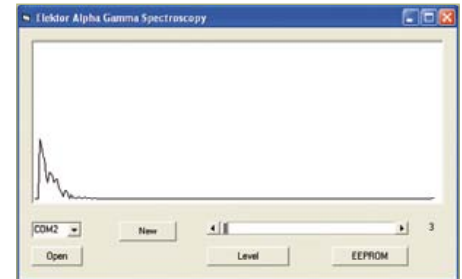 Elektor Alpha Gamma Spectroscopy
COM2
New
3
Open
Level
EEPROM